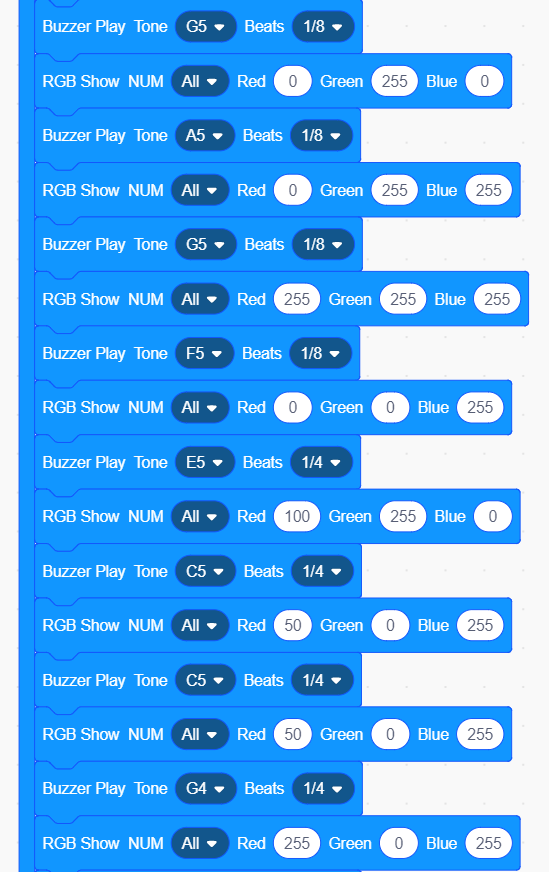 Buzzer Play Tone G5 Beats 1/8
RGB Show NUM All Red 0 Green 255 Blue 0
Buzzer Play Tone A5 Beats 1/8
RGB Show NUM All Red 0 Green 255 Blue 255
Buzzer Play Tone G5 Beats 1/8
RGB Show NUM All Red 255 Green 255 Blue 255
Buzzer Play Tone F5 Beats 1/8
RGB Show NUM All Red 0 Green 0 Blue 255
Buzzer Play Tone E5 Beats 1/4
RGB Show NUM All Red 100 Green 255 Blue 0
Buzzer Play Tone C5 Beats 1/4
RGB Show NUM All Red 50 Green 0 Blue 255
Buzzer Play Tone C5 Beats 1/4
RGB Show NUM All Red 50 Green 0 Blue 255
Buzzer Play Tone G4 Beats 1/4
RGB Show NUM All Red 255 Green 0 Blue 255